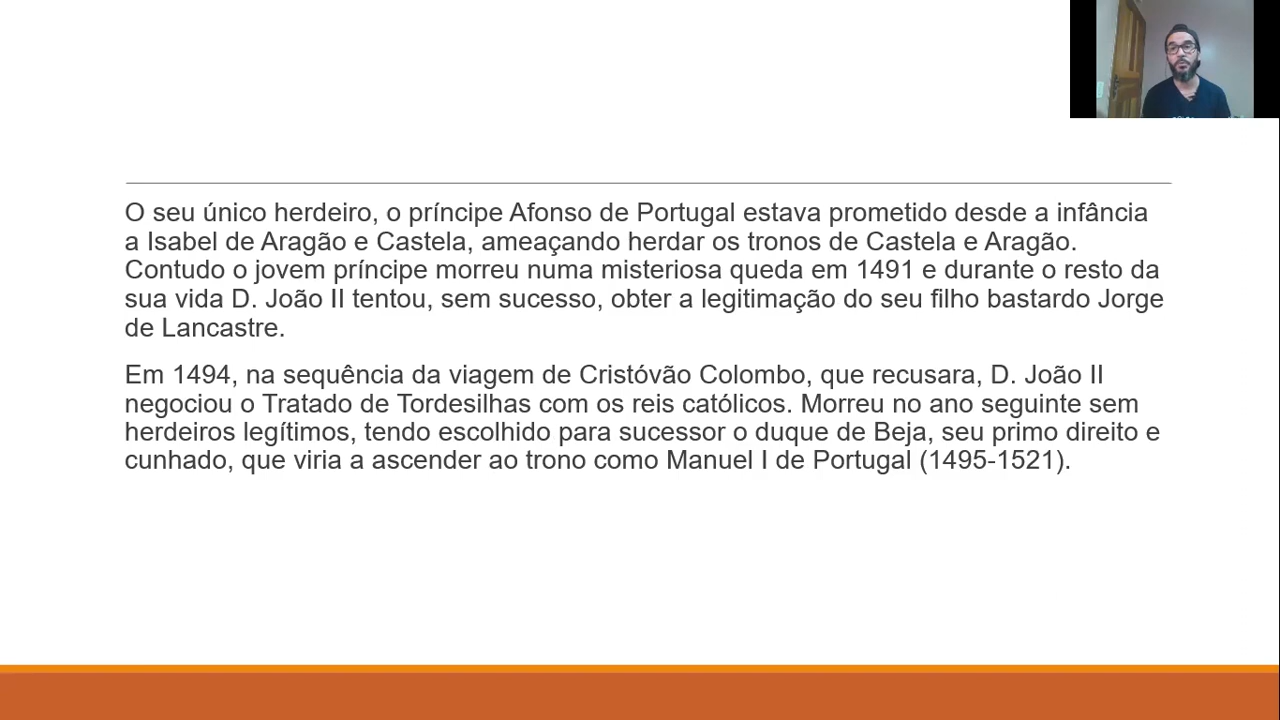 O seu único herdeiro, o príncipe Afonso de Portugal estava prometido desde a infância
a Isabel de Aragão e Castela, ameaçando herdar os tronos de Castela e Aragão.
Contudo o jovem príncipe morreu numa misteriosa queda em 1491 e durante o resto da
sua vida D. João II tentou, sem sucesso, obter a legitimação do seu filho bastardo Jorge
de Lancastre.
Em 1494, na sequência da viagem de Cristóvão Colombo, que recusara, D. João II
negociou o Tratado de Tordesilhas com os reis católicos. Morreu no ano seguinte sem
herdeiros legítimos, tendo escolhido para sucessor o duque de Beja, seu primo direito e
cunhado, que viria a ascender ao trono como Manuel I de Portugal (1495-1521).